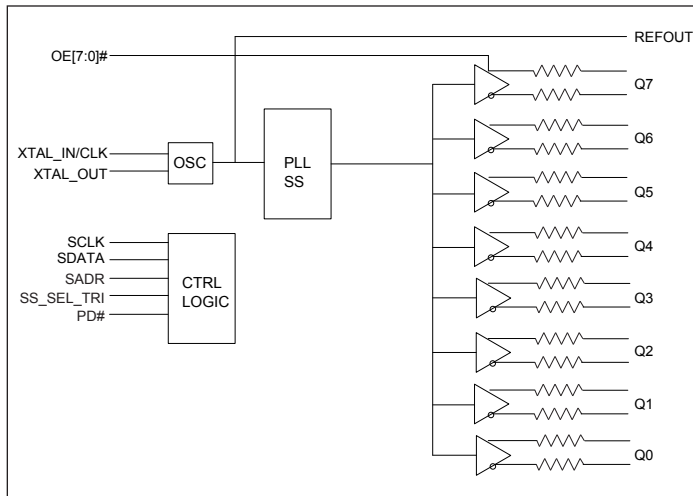 REFOUT
OE[7:0]#
Q7
Q6
XTAL_IN/CLK
OSC
PLL
SS
XTAL_OUT
Q5
SCLK
SDATA
SADR
SS_SEL_TRI
PD#
CTRL
LOGIC
Q4
Q3
Q2
Q1
Q0